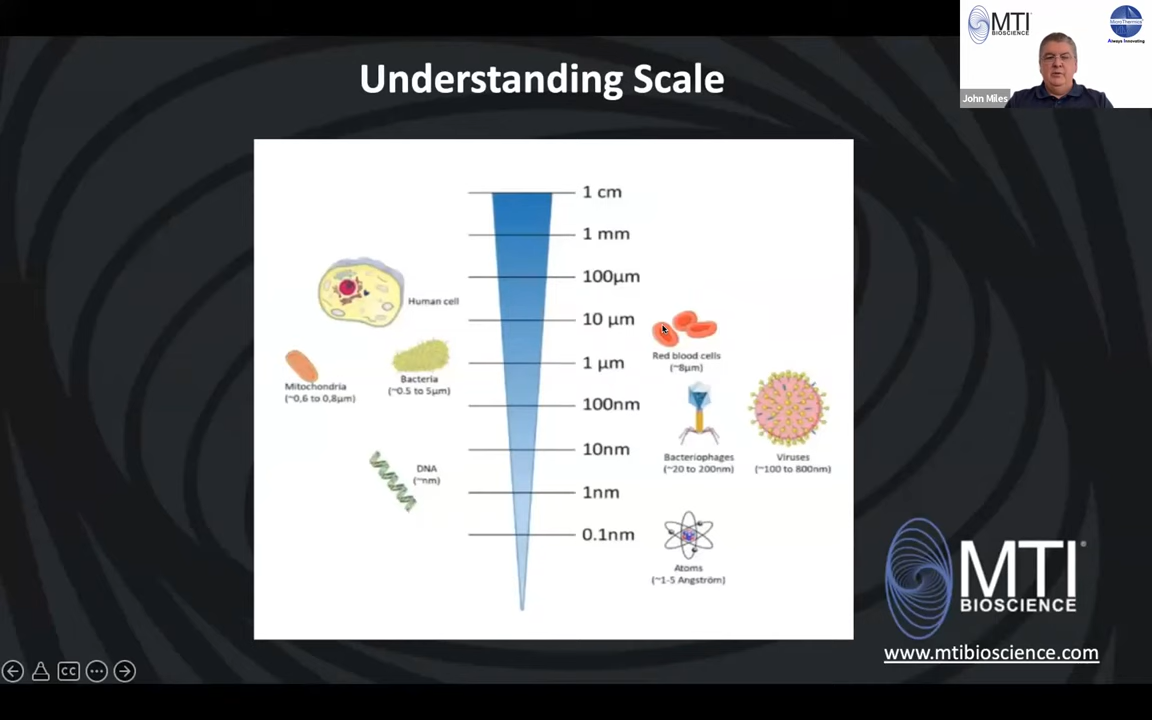 MTI
BIOSCIENCE
MicroThermics
Always Innovating
John Miles
Understanding Scale
1 cm
1 mm
100µm
10 µm
1 µm
100nm
10nm
1nm
0.1nm
Human cell
Mitochondria
(~0,6 to 0,8µm)
Bacteria
(~0.5 to 5µm)
DNA
(~nm)
Red blood cells
(~8µm)
Bacteriophages
(~20 to 200nm)
Viruses
(~100 to 800nm)
Atoms
(~1-5 Angström)
MTI®
BIOSCIENCE
www.mtibioscience.com
CC